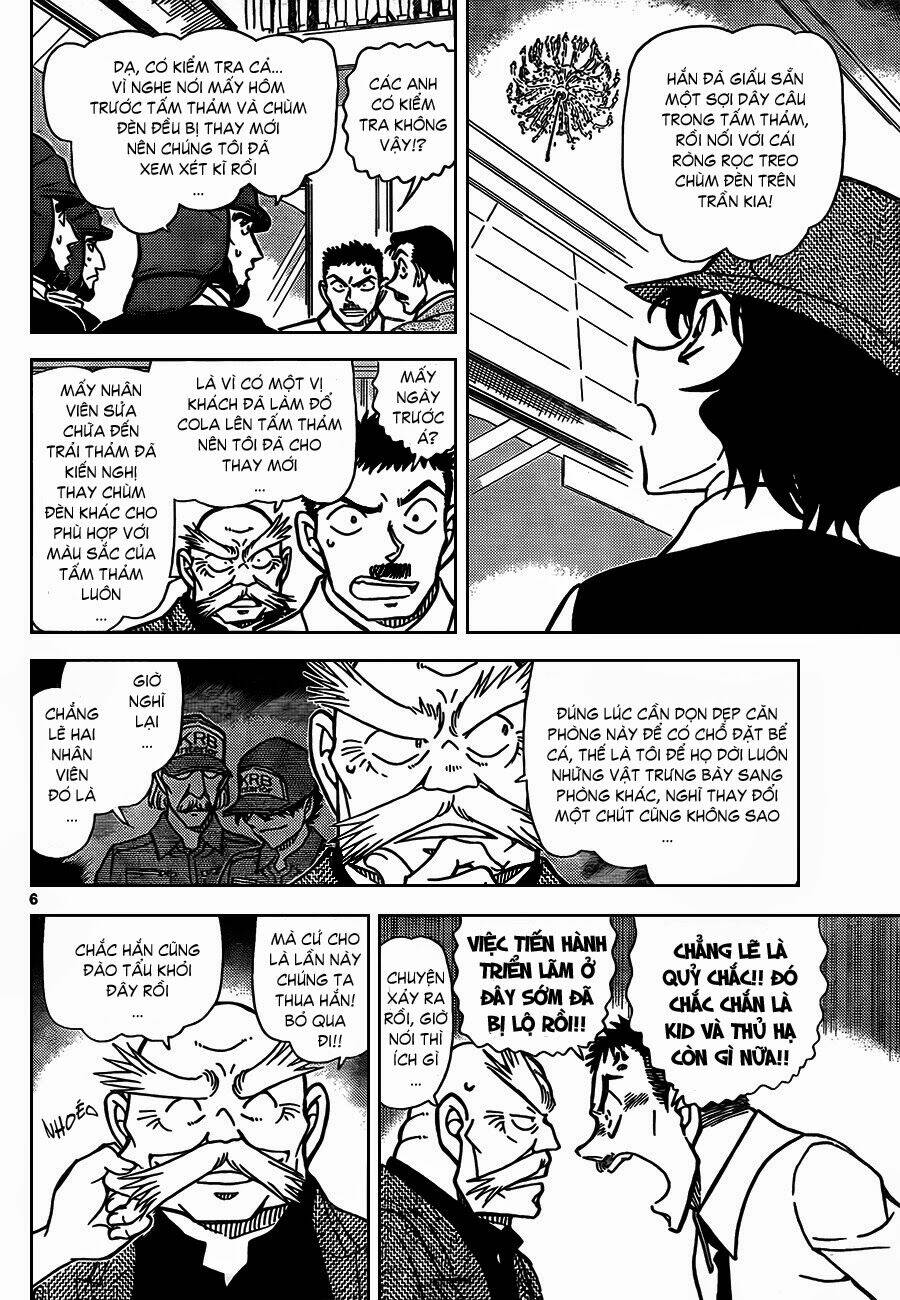 HẮN ĐÃ GIẤU SẴN
MỘT SỢI DÂY CÂU
TRONG TẤM THẢM,
RỒI NỐI VỚI CÁI
RÒNG RỌC TREO
CHÙM ĐÈN TRÊN
TRẦN KIA!
CÁC ANH
CÓ KIỂM
TRA KHÔNG
VẬY!?
DẠ, CÓ KIỂM TRA CẢ...
VÌ NGHE NÓI MẤY HÔM
TRƯỚC TẤM THẢM VÀ CHÙM
ĐÈN ĐỀU BỊ THAY MỚI
NÊN CHÚNG TÔI ĐÃ
XEM XÉT KĨ RỒI
...
MẤY
NGÀY
TRƯỚC
Á?
LÀ VÌ CÓ MỘT VỊ
KHÁCH ĐÃ LÀM ĐỔ
COLA LÊN TẤM THẢM
NÊN TÔI ĐÃ CHO
THAY MỚI
...
MẤY NHÂN
VIÊN SỬA
CHỮA ĐẾN
TRẢI THẢM ĐÃ
KIẾN NGHỊ
THAY CHÙM
ĐÈN KHÁC CHO
PHÙ HỢP VỚI
MÀU SẮC CỦA
TẤM THẢM
LUÔN
...
ĐÚNG LÚC CẦN DỌN DẸP CĂN
PHÒNG NÀY ĐỂ CÓ CHỔ ĐẶT BỂ
CÁ, THẾ LÀ TÔI ĐỂ HỌ DỜI LUÔN
NHỮNG VẬT TRƯNG BÀY SANG
PHÒNG KHÁC, NGHĨ THAY ĐỔI
MỘT CHÚT CŨNG KHÔNG SAO
...
GIỜ
NGHĨ
LẠI
...
CHẲNG
LẼ HAI
NHÂN
VIÊN
ĐÓ LÀ
...
KRB
KRB
6
CHẲNG LẼ LÀ
QUỶ CHẮC!! ĐÓ
CHẮC CHẮN LÀ
KID VÀ THỦ HẠ
CÒN GÌ NỮA!!
VIỆC TIẾN HÀNH
TRIỂN LÃM Ở
ĐÂY SỚM ĐÃ
BỊ LỘ RỒI!!
CHUYỆN
XẢY RA
RỒI, GIỜ
NÓI THÌ
ÍCH GÌ
...
MÀ CỨ CHO
LÀ LẦN NÀY
CHÚNG TA
THUA HẮN!
BỎ QUA
ĐI!!
CHẮC HẮN CŨNG
ĐÀO TẨU KHỎI
ĐÂY RỒI
...
NHOÉO